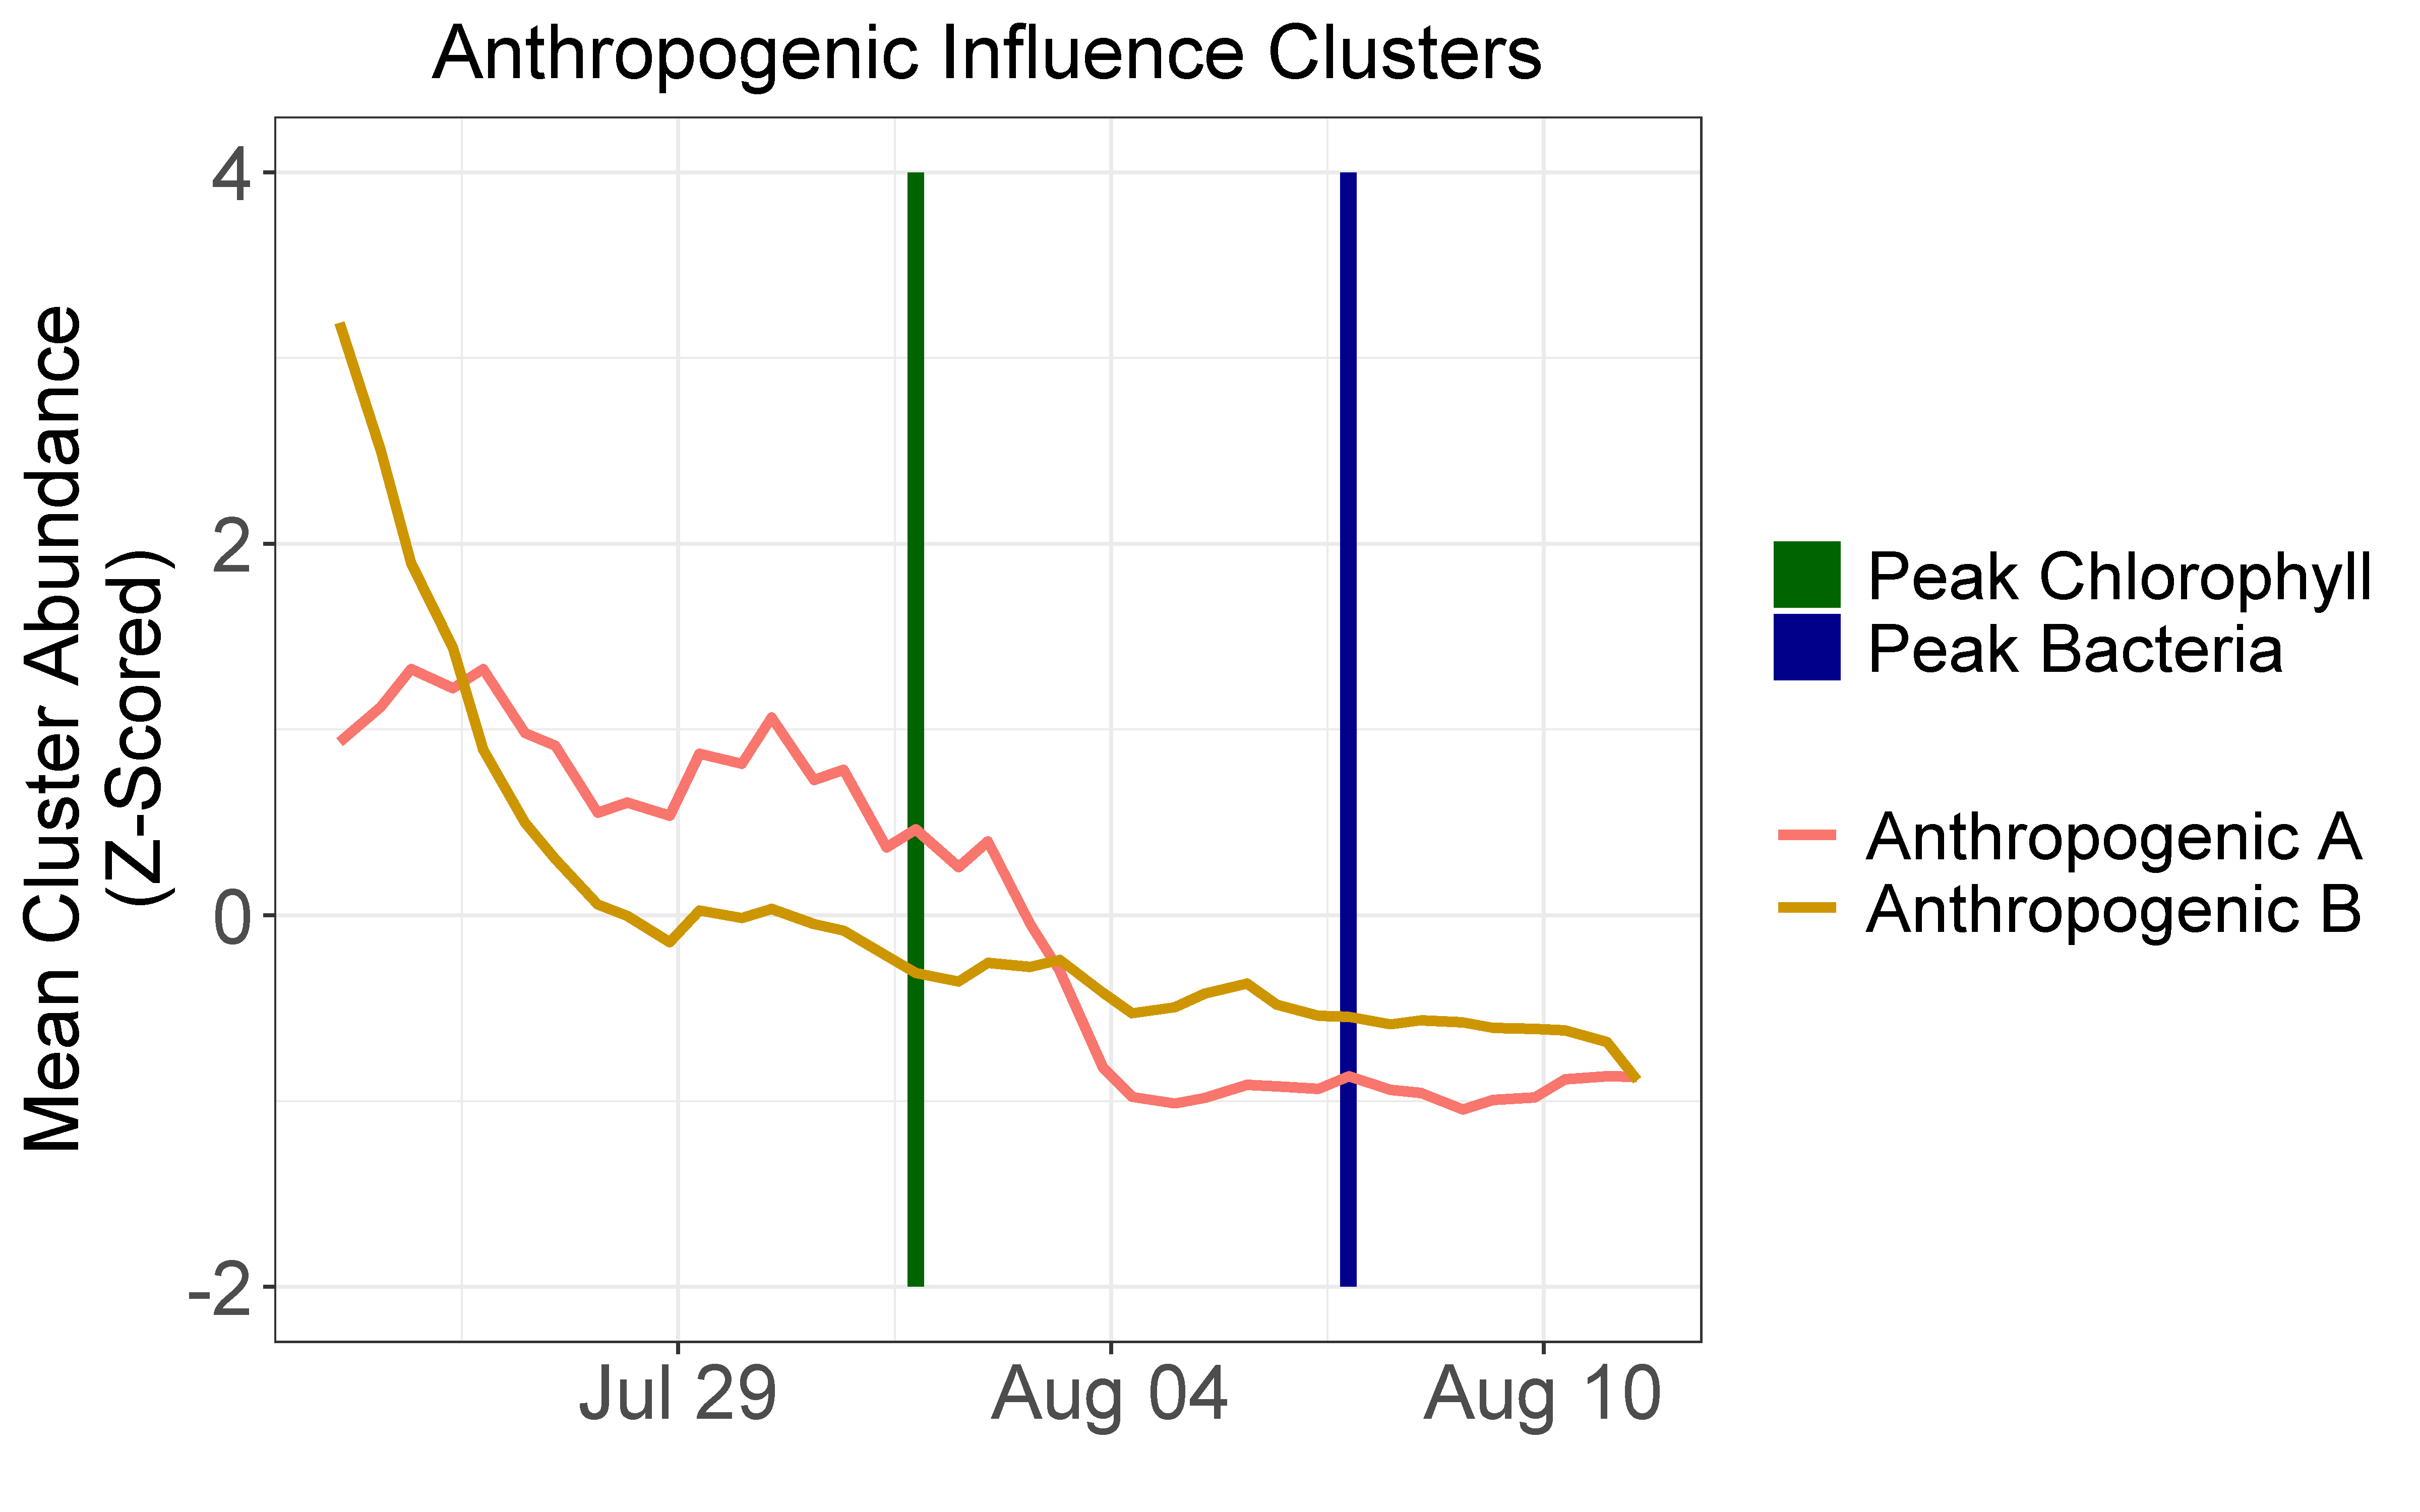 Anthropogenic Influence Clusters
Mean Cluster Abundance
(Z-Scored)
4
2
0
-2
Jul 29
Aug 04
Aug 10
Peak Chlorophyll
Peak Bacteria
Anthropogenic A
Anthropogenic B